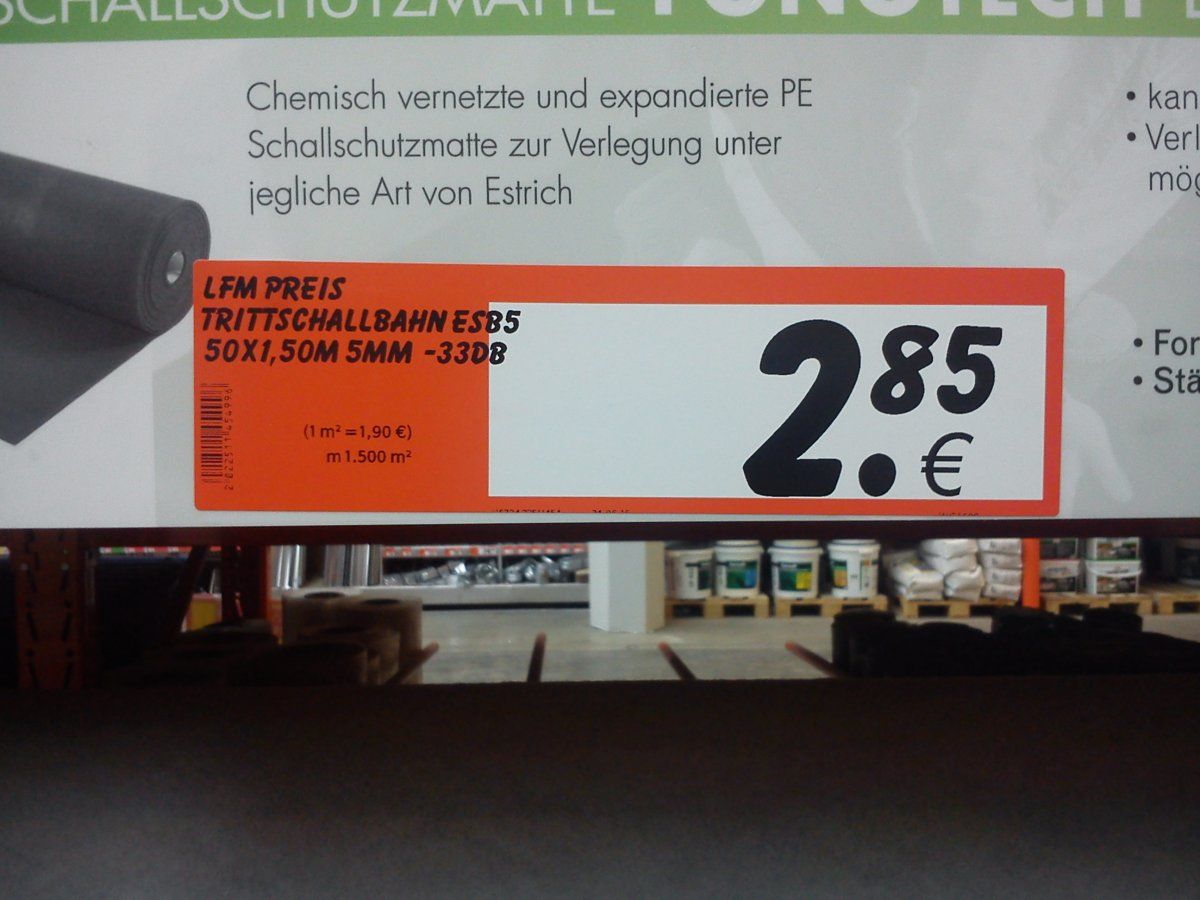 SCHALLSCHUTZMATTE
Chemisch vernetzte und expandierte PE
Schallschutzmatte zur Verlegung unter
jegliche Art von Estrich
• kan
• Verl
mög
LFM PREIS
TRITTSCHALLBAHN ESB5
50X1,50M 5MM -33DB
2.85
€
(1 m² =1,90 €)
m 1.500 m²
• For
• Stä